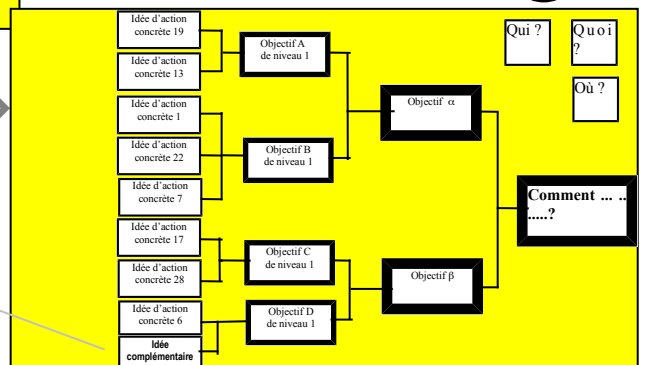 Idée d'action
concrète 19
Idée d'action
concrète 13
Idée d'action
concrète 1
Idée d'action
concrète 22
Idée d'action
concrète 7
Idée d'action
concrète 17
Idée d'action
concrète 28
Idée d'action
concrète 6
Idée
complémentaire
Objectif A
de niveau 1
Objectif B
de niveau 1
Objectif C
de niveau 1
Objectif D
de niveau 1
Objectif α
Objectif β
Qui ?
Quoi
?
Où ?
Comment ... ..
.....?